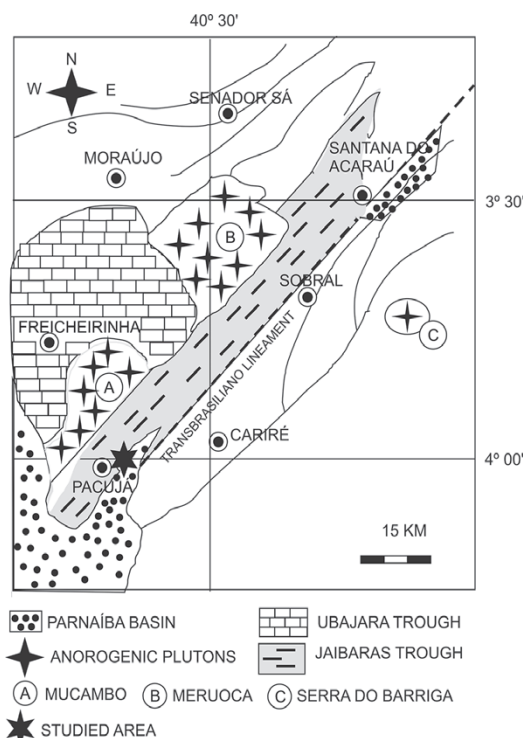 40º 30'
N
W E
S
SENADOR SÁ
MORAÚJO
SANTANA DO
ACARAÚ
3º 30'
B
SOBRAL
FREICHEIRINHA
C
A
TRANSBRASILIANO LINEAMENT
CARIRÉ
4º 00'
PACUJÁ
15 KM
PARNAÍBA BASIN
UBAJARA TROUGH
ANOROGENIC PLUTONS
JAIBARAS TROUGH
A MUCAMBO B MERUOCA C SERRA DO BARRIGA
STUDIED AREA